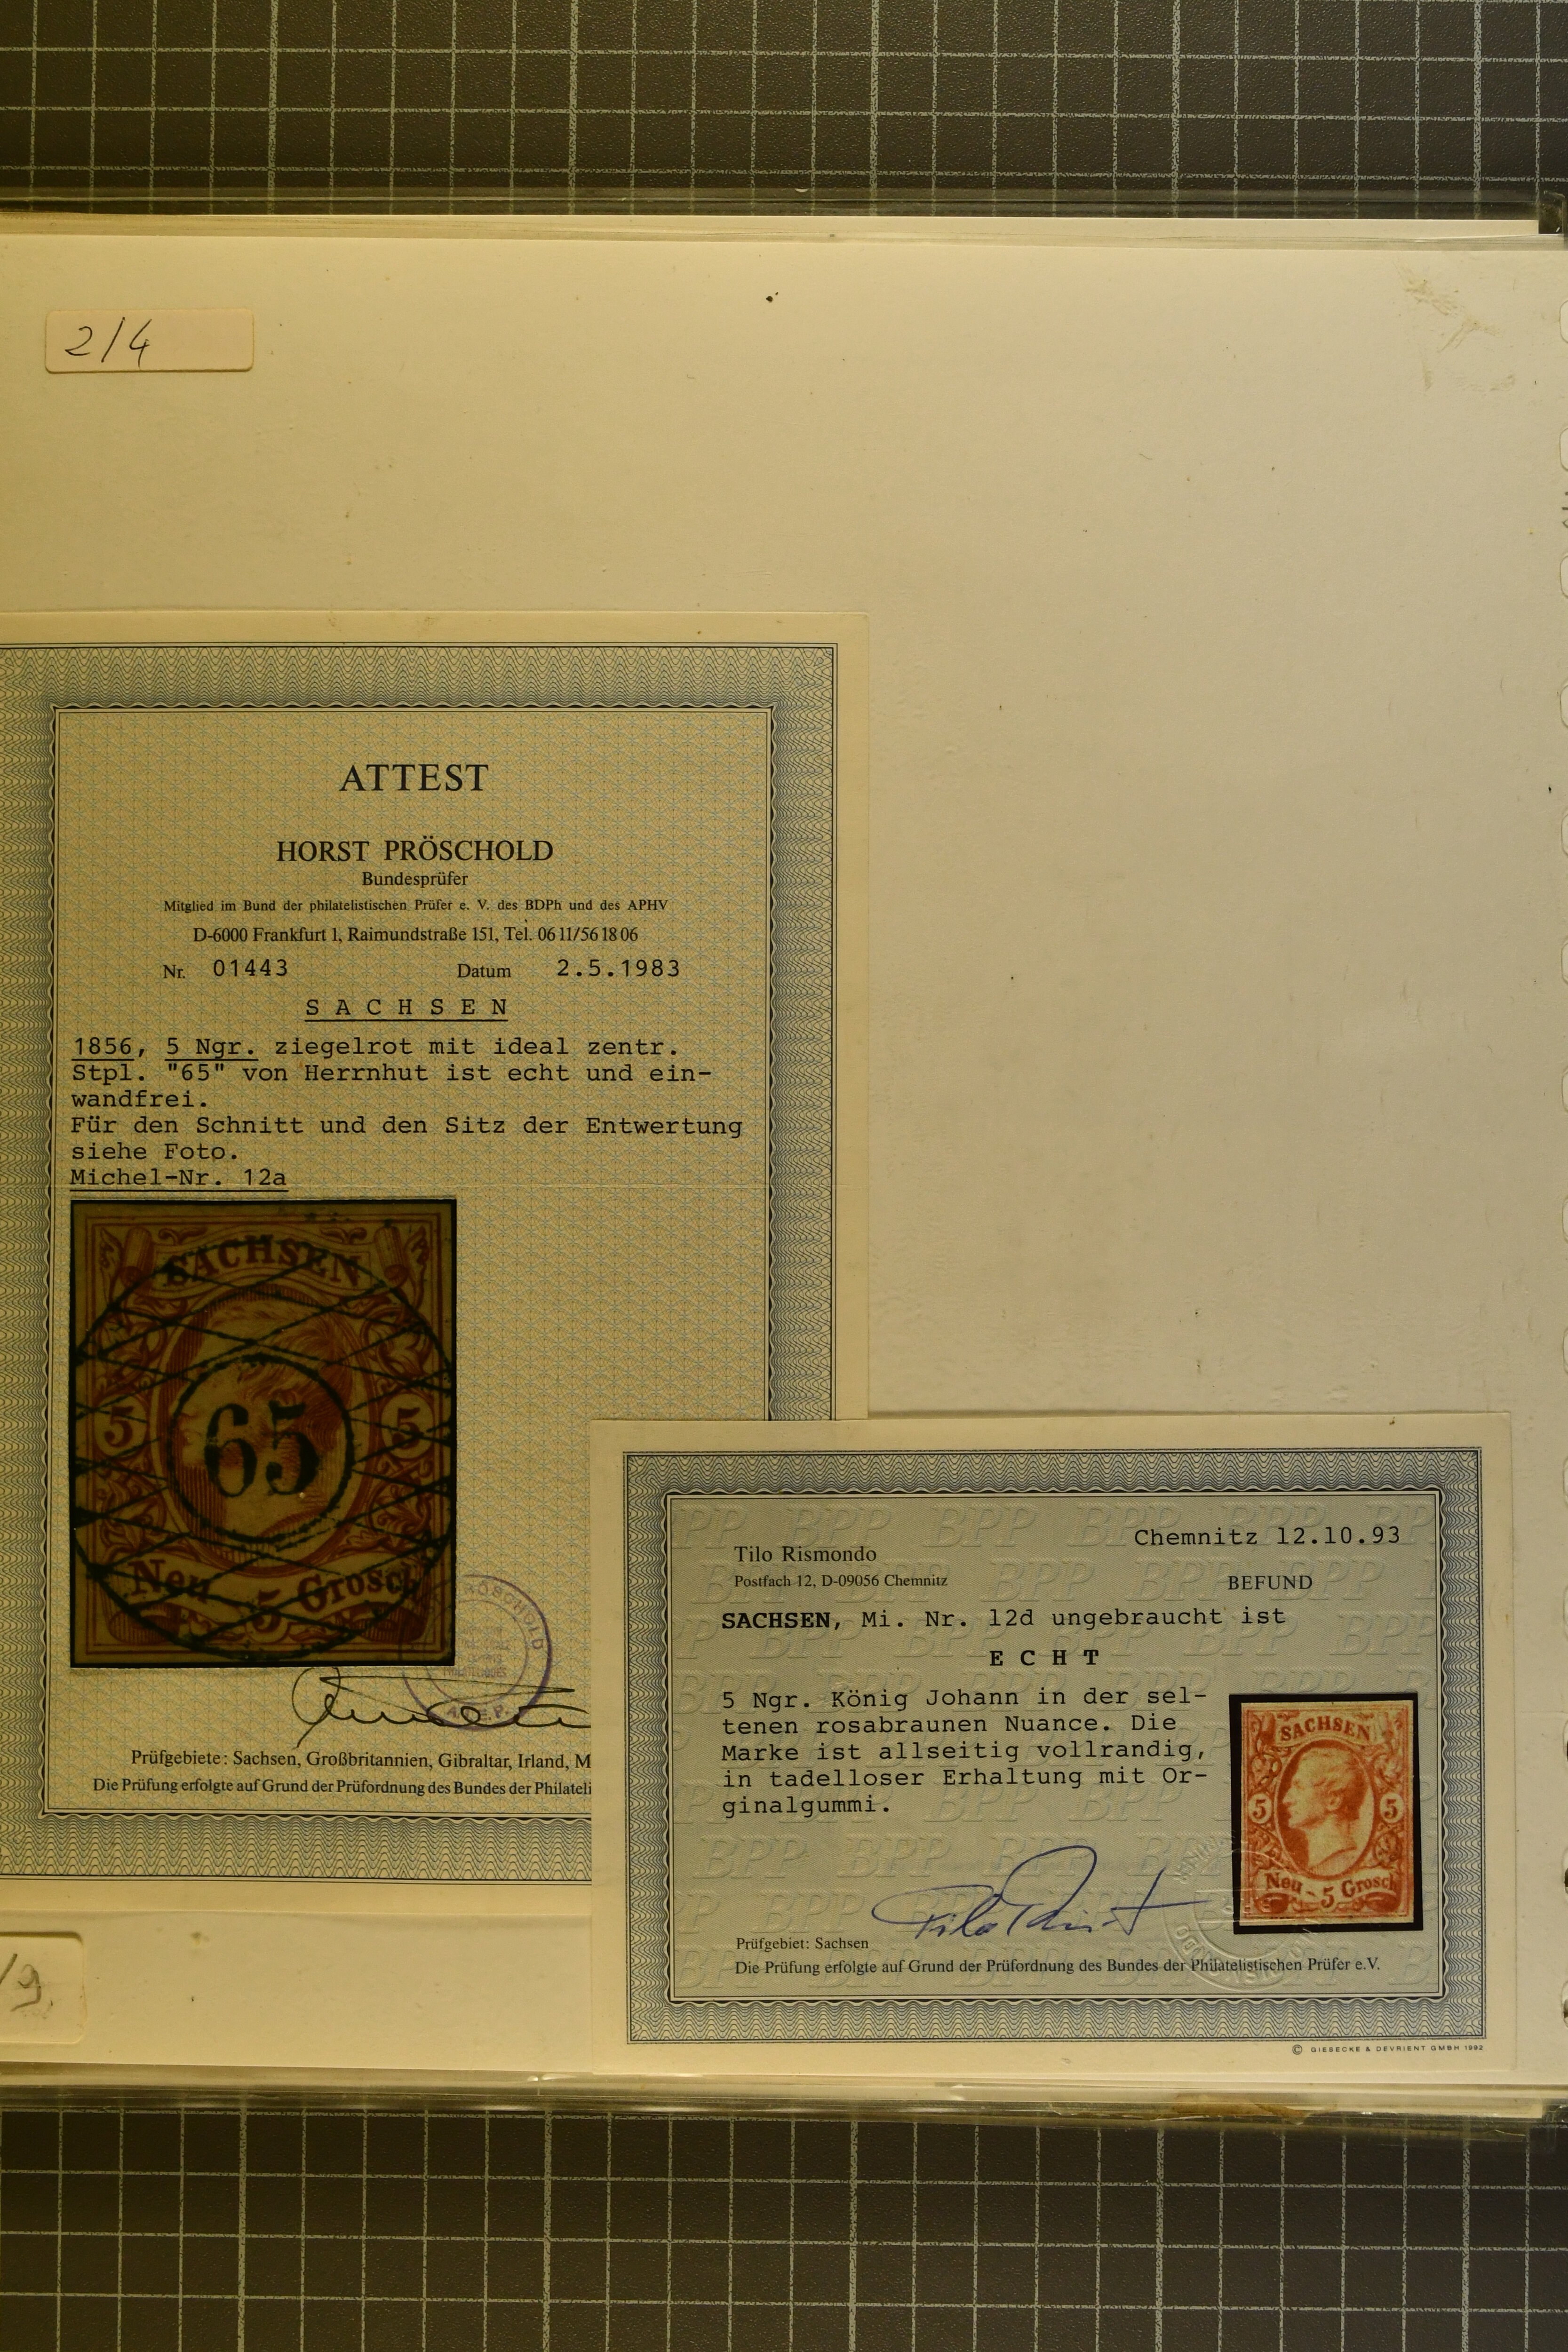 2/4
ATTEST
HORST PRÖSCHOLD
Bundesprüfer
Mitglied im Bund der philatelistischen Prüfer e. V. des BDPh und des APHV
D-6000 Frankfurt 1, Raimundstraße 151, Tel. 06 11/56 18 06
Nr. 01443 Datum 2.5.1983
SACHSEN
1856, 5 Ngr. ziegelrot mit ideal zentr.
Stpl. "65" von Herrnhut ist echt und ein-
wandfrei.
Für den Schnitt und den Sitz der Entwertung
siehe Foto.
Michel-Nr. 12a
SACHSEN
5 65 5
Neu 5 Grosch
PRÖSCHOLD
Prüfgebiete: Sachsen, Großbritannien, Gibraltar, Irland, M
Die Prüfung erfolgte auf Grund der Prüfordnung des Bundes der Philateli
/9.
Chemnitz 12.10.93
Tilo Rismondo
Postfach 12, D-09056 Chemnitz
BEFUND
SACHSEN, Mi. Nr. 12d ungebraucht ist
ECHT
5 Ngr. König Johann in der sel-
tenen rosabraunen Nuance. Die
Marke ist allseitig vollrandig,
in tadelloser Erhaltung mit Or-
ginalgummi.
SACHSEN
5 5
Neu - 5 Grosch
Prüfgebiet: Sachsen
Die Prüfung erfolgte auf Grund der Prüfordnung des Bundes der Philatelistischen Prüfer e.V.
© GIESECKE & DEVRIENT GMBH 1992
BPP